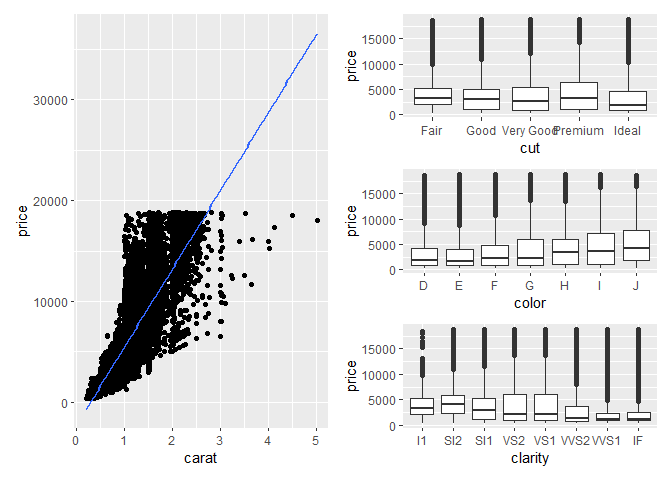 price
30000
20000
10000
0
0 1 2 3 4 5
carat
price
15000
10000
5000
0
Fair Good Very Good Premium Ideal
cut
price
15000
10000
5000
0
D E F G H I J
color
price
15000
10000
5000
0
I1 SI2 SI1 VS2 VS1 VVS2 VVS1 IF
clarity